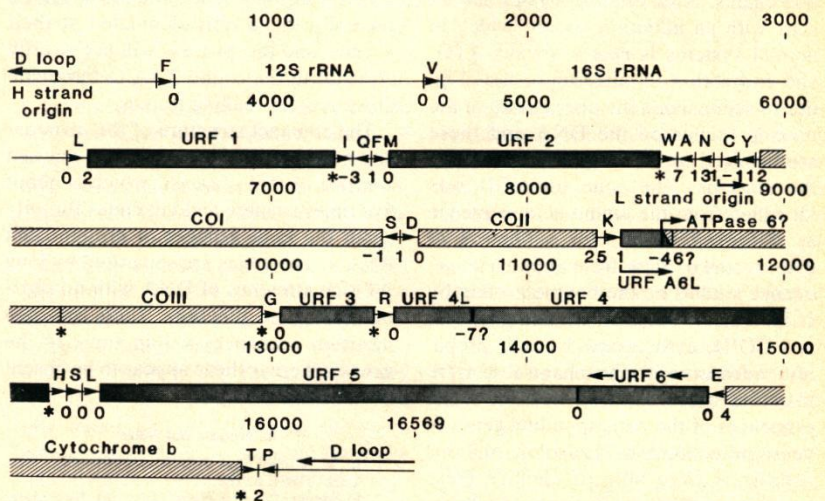 1000 2000 3000
D loop F 12S rRNA V 16S rRNA
H strand origin 0 4000 0 0 5000 6000
L URF 1 I Q F M URF 2 W A N C Y
0 2 * -3 1 0 * 7 1 31, -1 1 2
7000 8000 L strand origin 9000
COI S D COII K ATPase 6?
-1 1 0 25 1 -46?
10000 11000 URF A6L 12000
COIII G URF 3 R URF 4L URF 4
* * 0 * 0 -7?
13000 14000 15000
H S L URF 5 URF 6 E
* 0 0 0 0 0 4
Cytochrome b 16000 16569
T P D loop
* 2